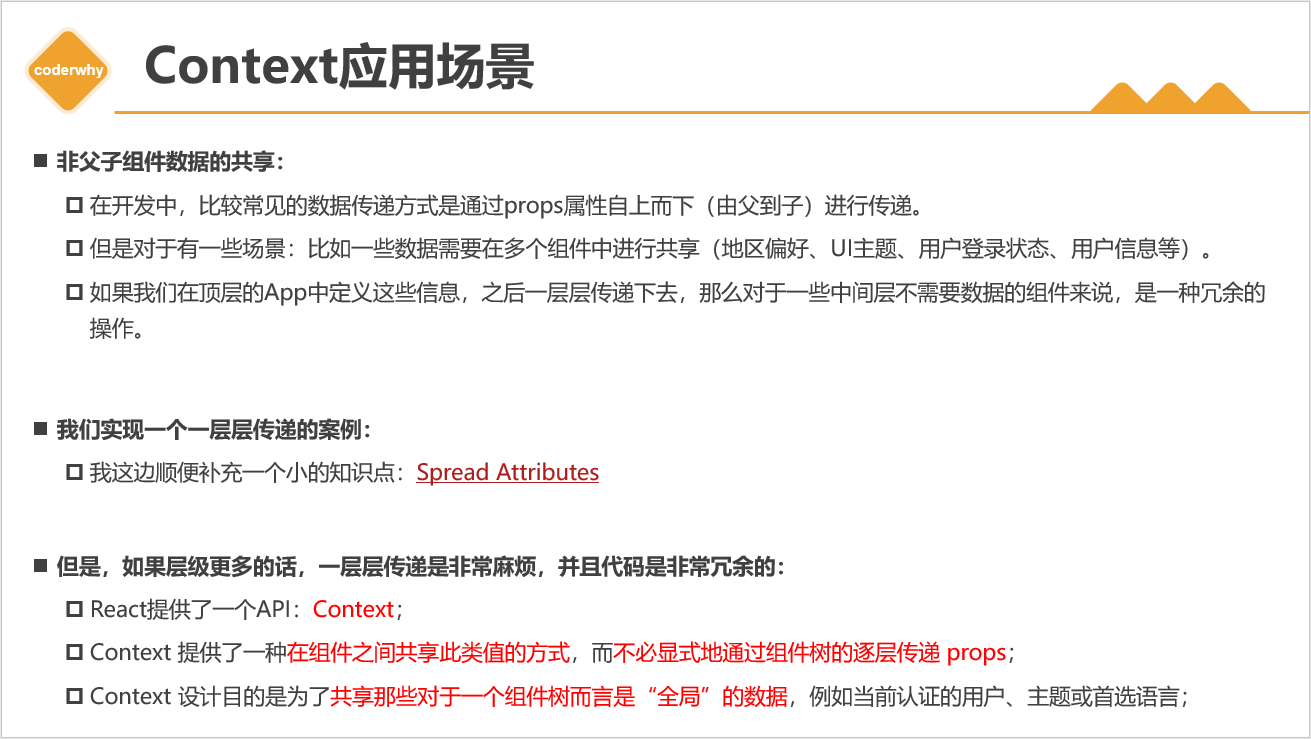 coderwhy
Context应用场景
非父子组件数据的共享：
在开发中，比较常见的数据传递方式是通过props属性自上而下（由父到子）进行传递。
但是对于有一些场景：比如一些数据需要在多个组件中进行共享（地区偏好、UI主题、用户登录状态、用户信息等）。
如果我们在顶层的App中定义这些信息，之后一层层传递下去，那么对于一些中间层不需要数据的组件来说，是一种冗余的
操作。
我们实现一个一层层传递的案例：
我这边顺便补充一个小的知识点：Spread Attributes
但是，如果层级更多的话，一层层传递是非常麻烦，并且代码是非常冗余的：
React提供了一个API：Context；
Context 提供了一种在组件之间共享此类值的方式，而不必显式地通过组件树的逐层传递 props；
Context 设计目的是为了共享那些对于一个组件树而言是“全局”的数据，例如当前认证的用户、主题或首选语言；